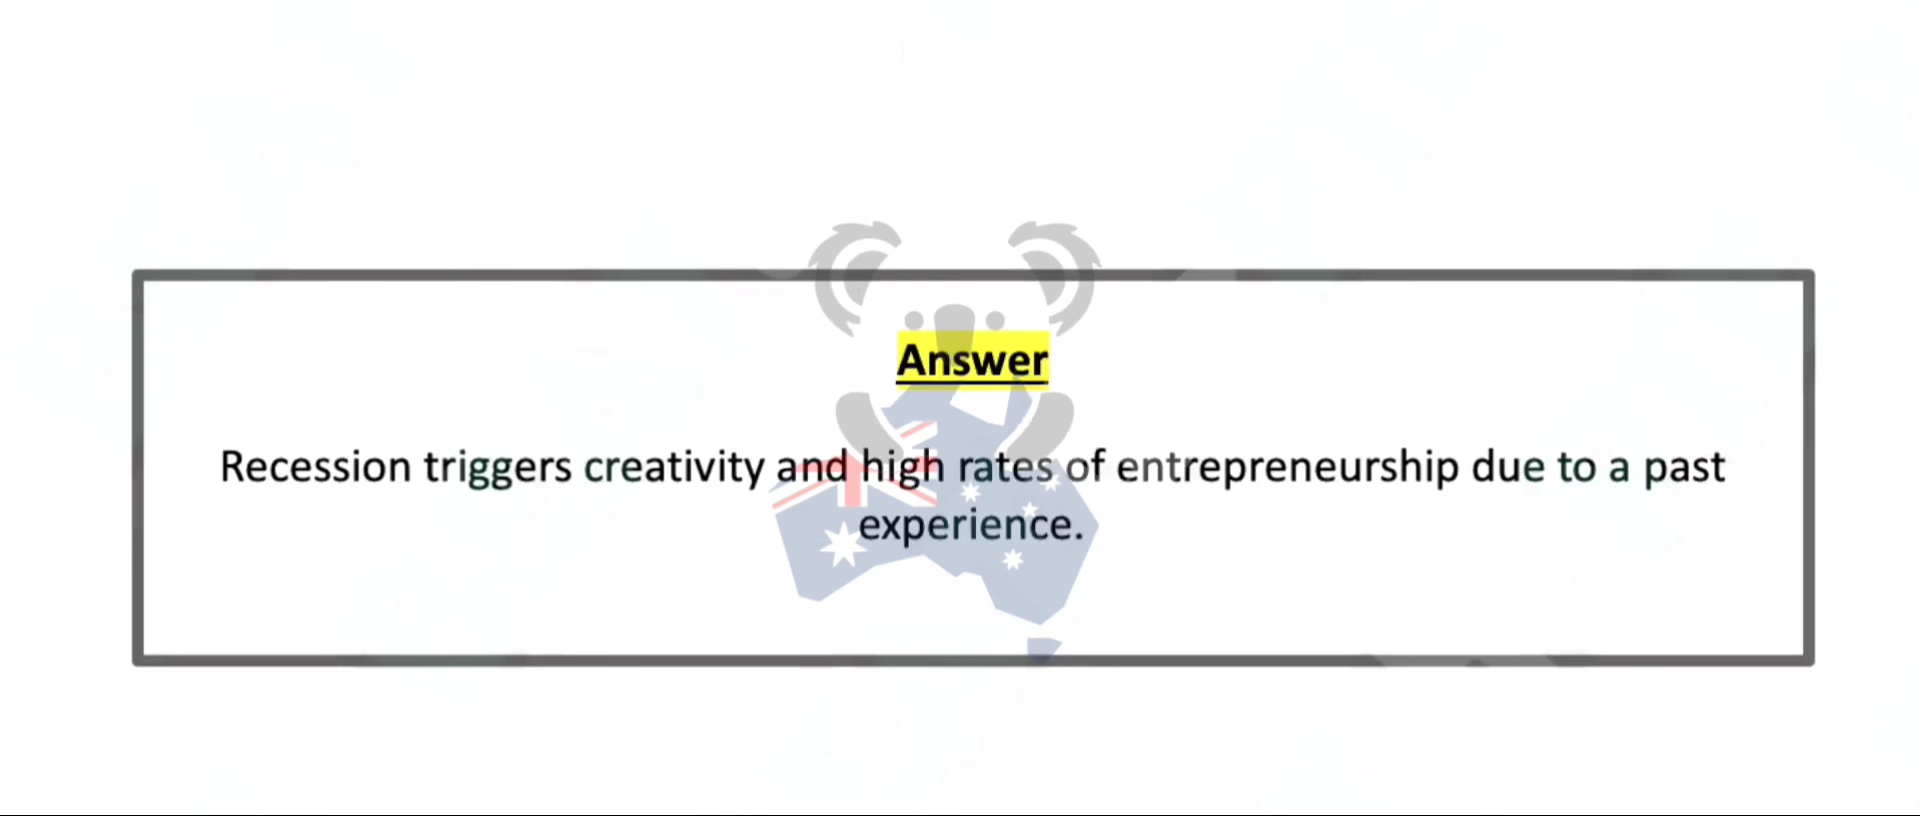 Answer
Recession triggers creativity and high rates of entrepreneurship due to a past
experience.